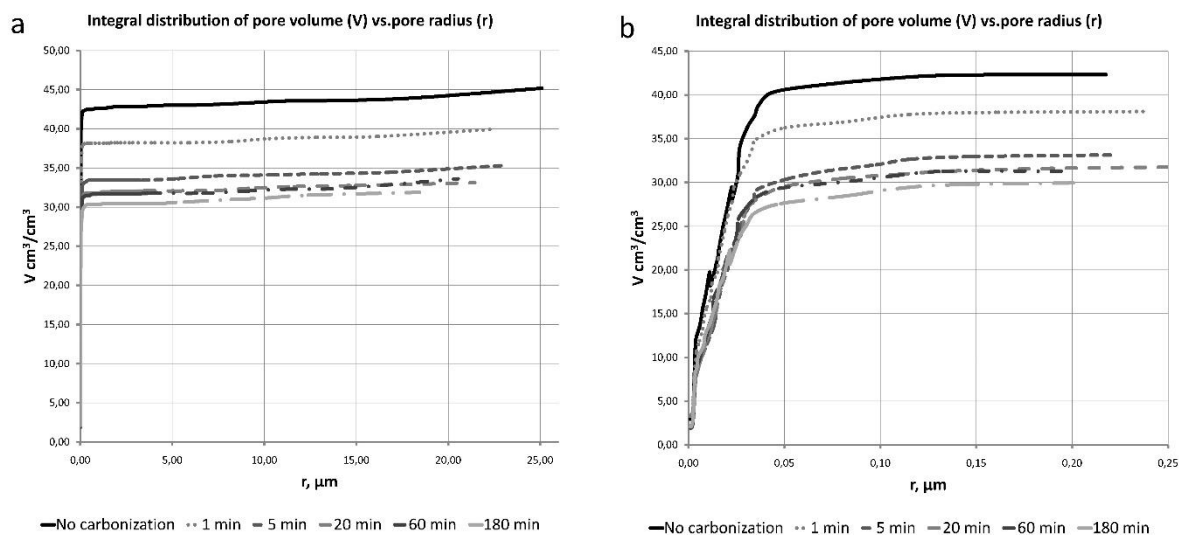 a
Integral distribution of pore volume (V) vs.pore radius (r)
50,00
45,00
40,00
35,00
30,00
25,00
20,00
15,00
10,00
5,00
0,00
V cm³/cm³
0,00 5,00 10,00 15,00 20,00 25,00
r, μm
No carbonization 1 min 5 min 20 min 60 min 180 min
b
Integral distribution of pore volume (V) vs.pore radius (r)
45,00
40,00
35,00
30,00
25,00
20,00
15,00
10,00
5,00
0,00
V cm³/cm³
0,00 0,05 0,10 0,15 0,20 0,25
r, μm
No carbonization 1 min 5 min 20 min 60 min 180 min